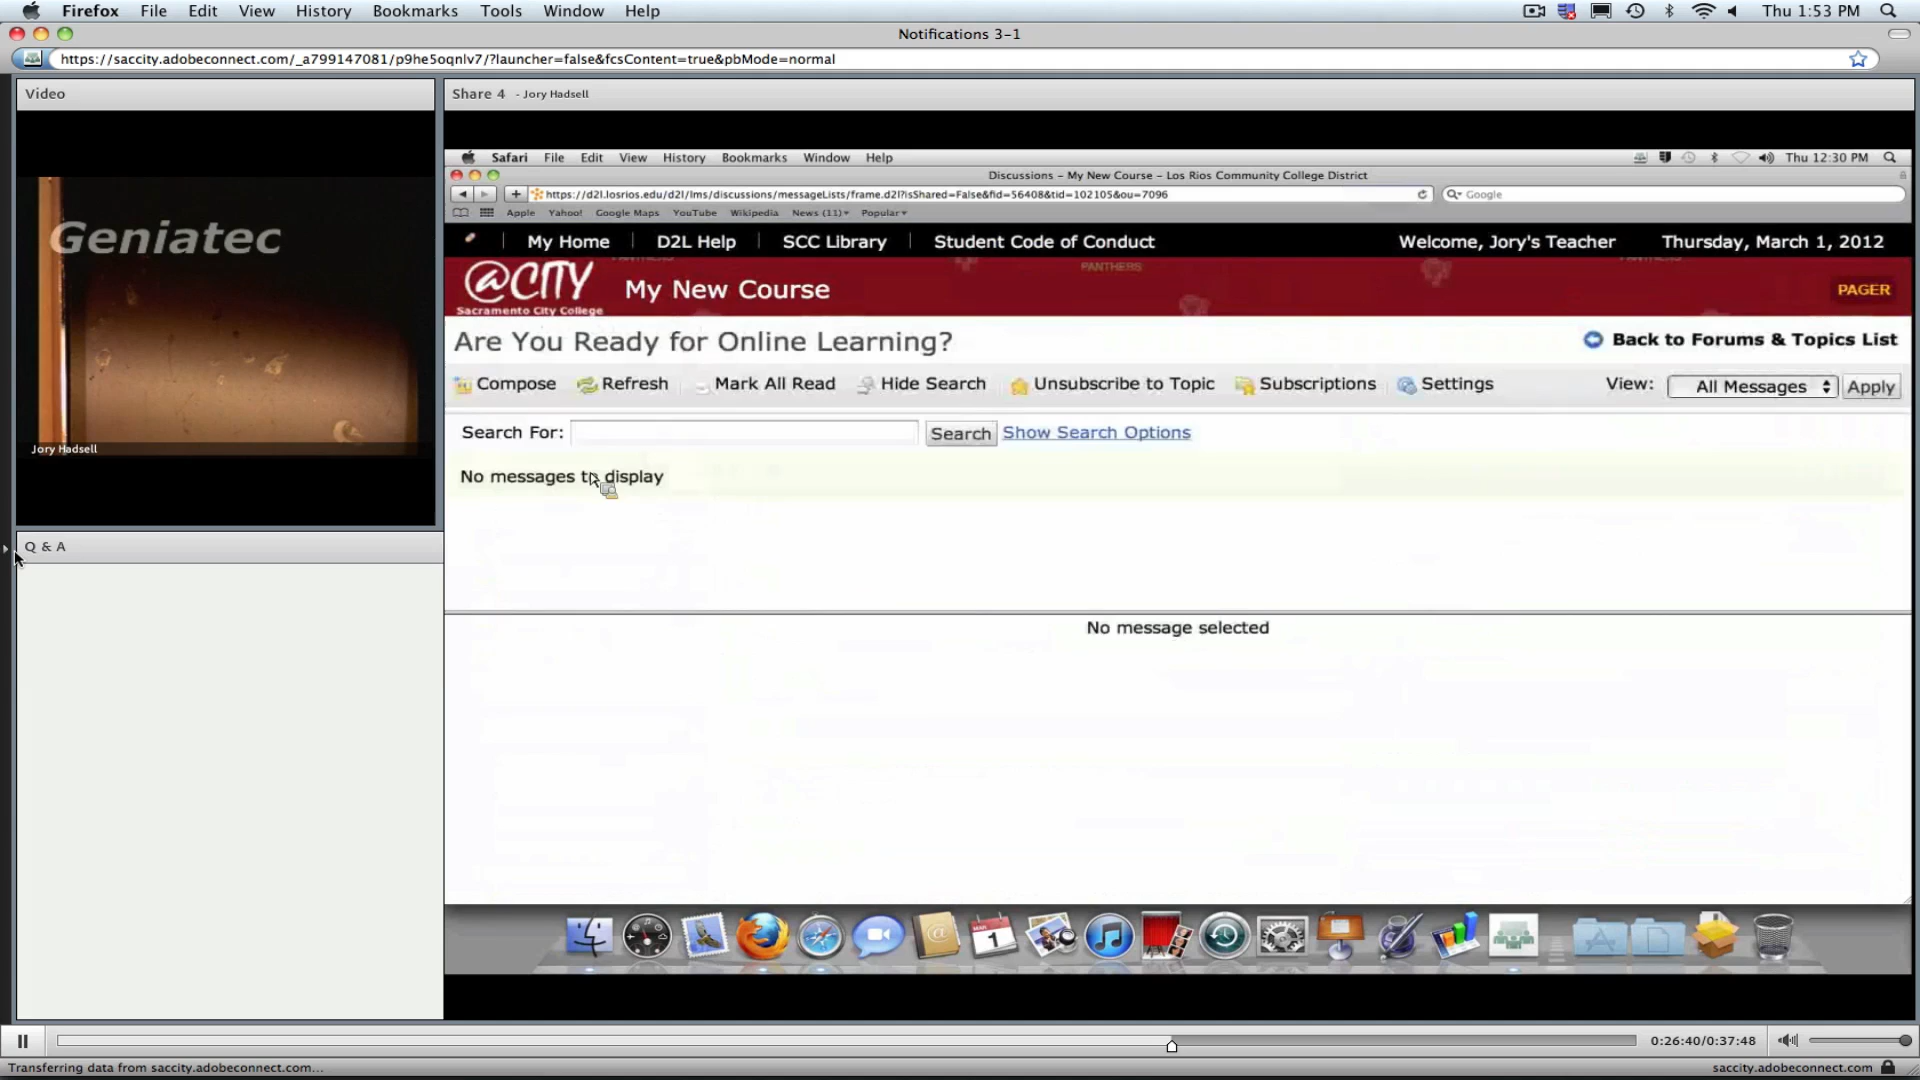 Firefox File Edit View History Bookmarks Tools Window Help Thu 1:53 PM
Notifications 3-1
https://saccity.adobeconnect.com/_a799147081/p9he5oqnlv7/?launcher=false&fcsContent=true&pbMode=normal
Video
Share 4 - Jory Hadsell
Geniatec
Jory Hadsell
Safari File Edit View History Bookmarks Window Help Thu 12:30 PM
Discussions - My New Course - Los Rios Community College District
https://d2l.losrios.edu/d2l/lms/discussions/messageLists/frame.d2l?isShared=False&fid=56408&tid=102105&ou=7096
Google
Apple Yahoo! Google Maps YouTube Wikipedia News (11) Popular
My Home D2L Help SCC Library Student Code of Conduct Welcome, Jory's Teacher Thursday, March 1, 2012
PANTHERS
@CITY My New Course PAGER
Sacramento City College
Are You Ready for Online Learning? Back to Forums & Topics List
Compose Refresh Mark All Read Hide Search Unsubscribe to Topic Subscriptions Settings View: All Messages Apply
Search For: Search Show Search Options
No messages to display
Q & A
No message selected
MAR
1
0:26:40/0:37:48
Transferring data from saccity.adobeconnect.com...
saccity.adobeconnect.com